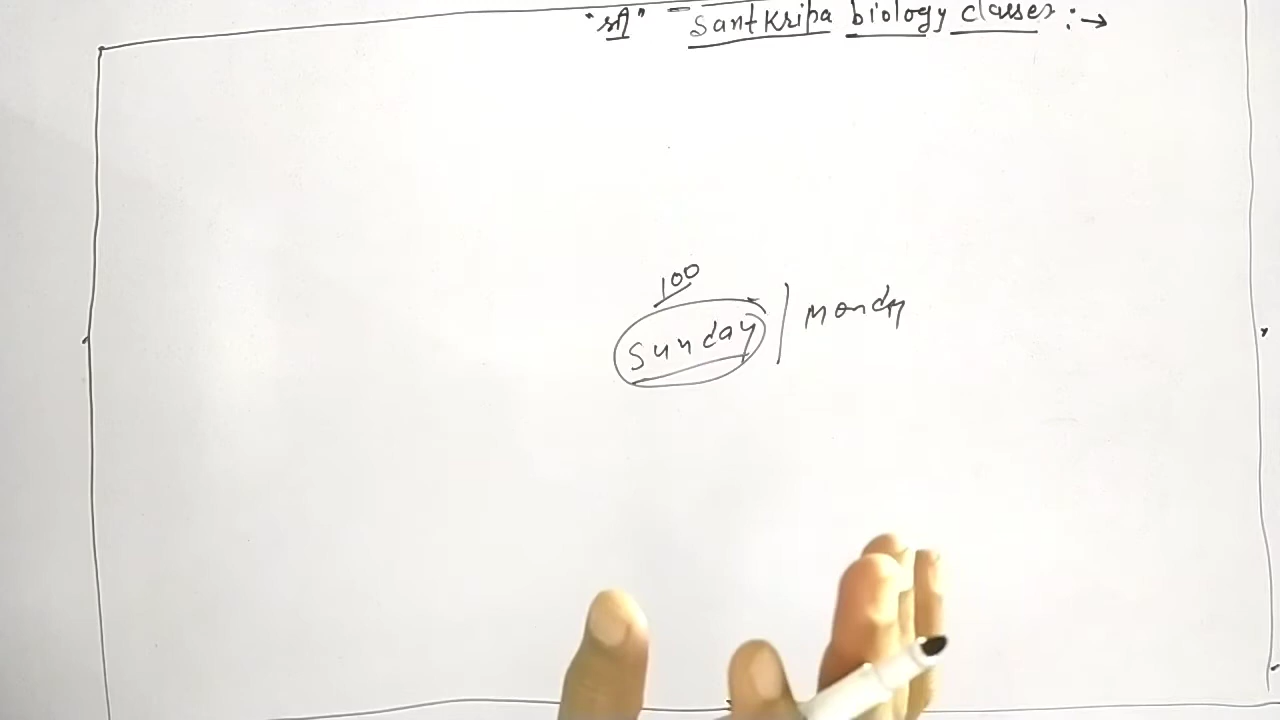 "श्री" - Santkripa biology classes :→
100
Sunday | Monday